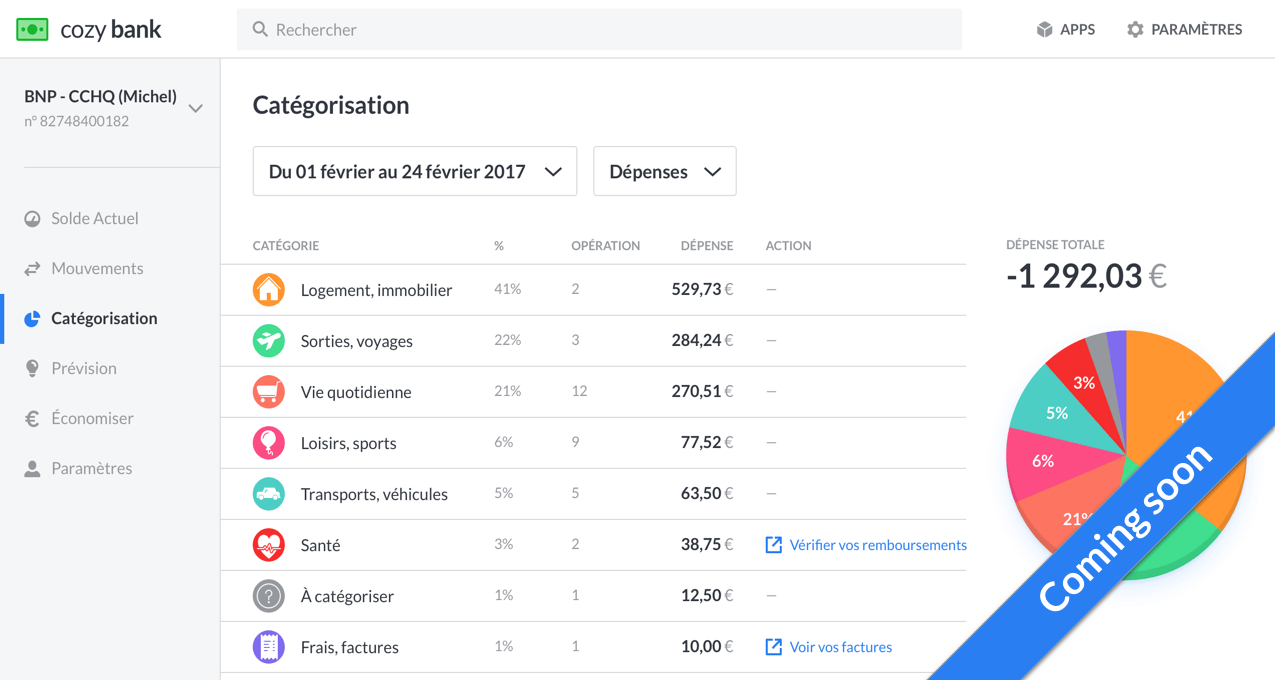 cozy bank
Rechercher
APPS
PARAMÈTRES
BNP - CCHQ (Michel)
n° 82748400182
Solde Actuel
Mouvements
Catégorisation
Prévision
Économiser
Paramètres
Catégorisation
Du 01 février au 24 février 2017
Dépenses
CATÉGORIE % OPÉRATION DÉPENSE ACTION
Logement, immobilier 41% 2 529,73 € –
Sorties, voyages 22% 3 284,24 € –
Vie quotidienne 21% 12 270,51 € –
Loisirs, sports 6% 9 77,52 € –
Transports, véhicules 5% 5 63,50 € –
Santé 3% 2 38,75 € Vérifier vos remboursements
? À catégoriser 1% 1 12,50 € –
Frais, factures 1% 1 10,00 € Voir vos factures
DÉPENSE TOTALE
-1 292,03 €
3%
5%
41
6%
21%
Coming soon